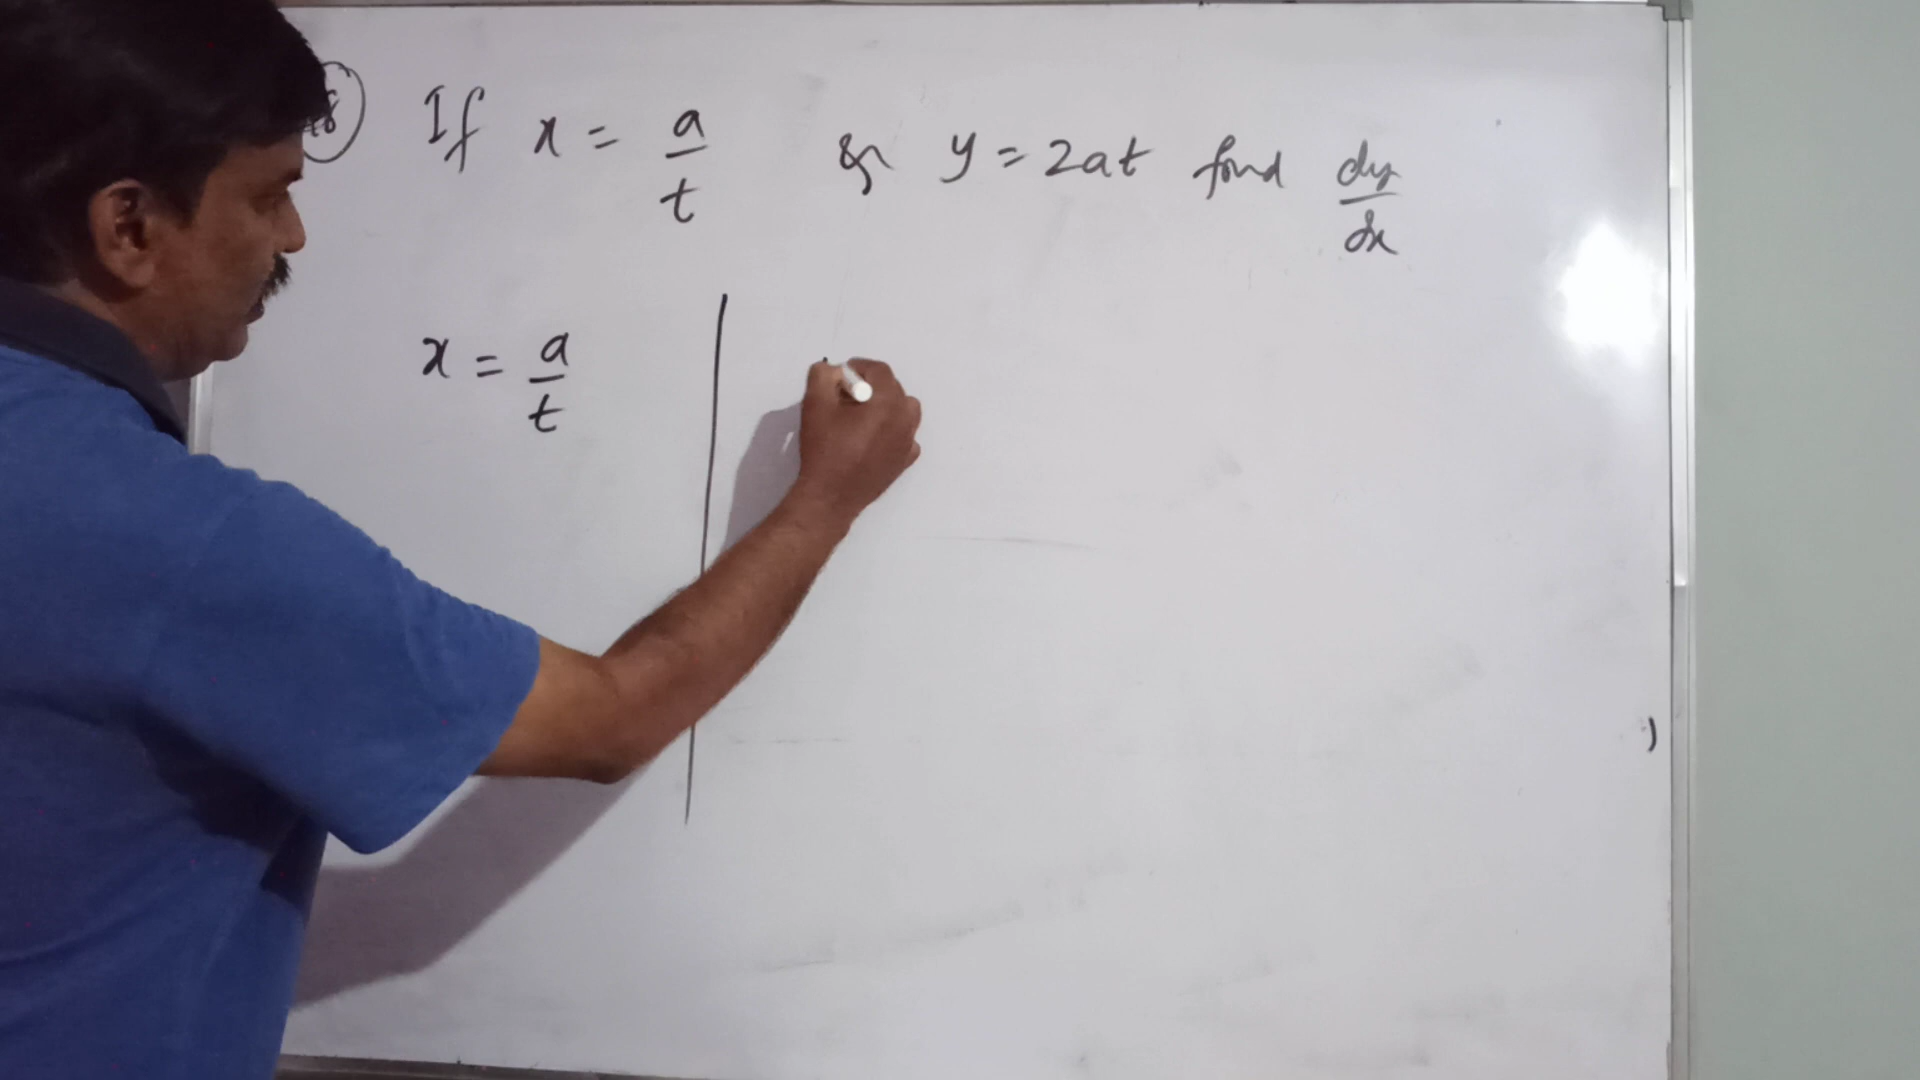 If x = a/t & y = 2at find dy/dx
x = a/t